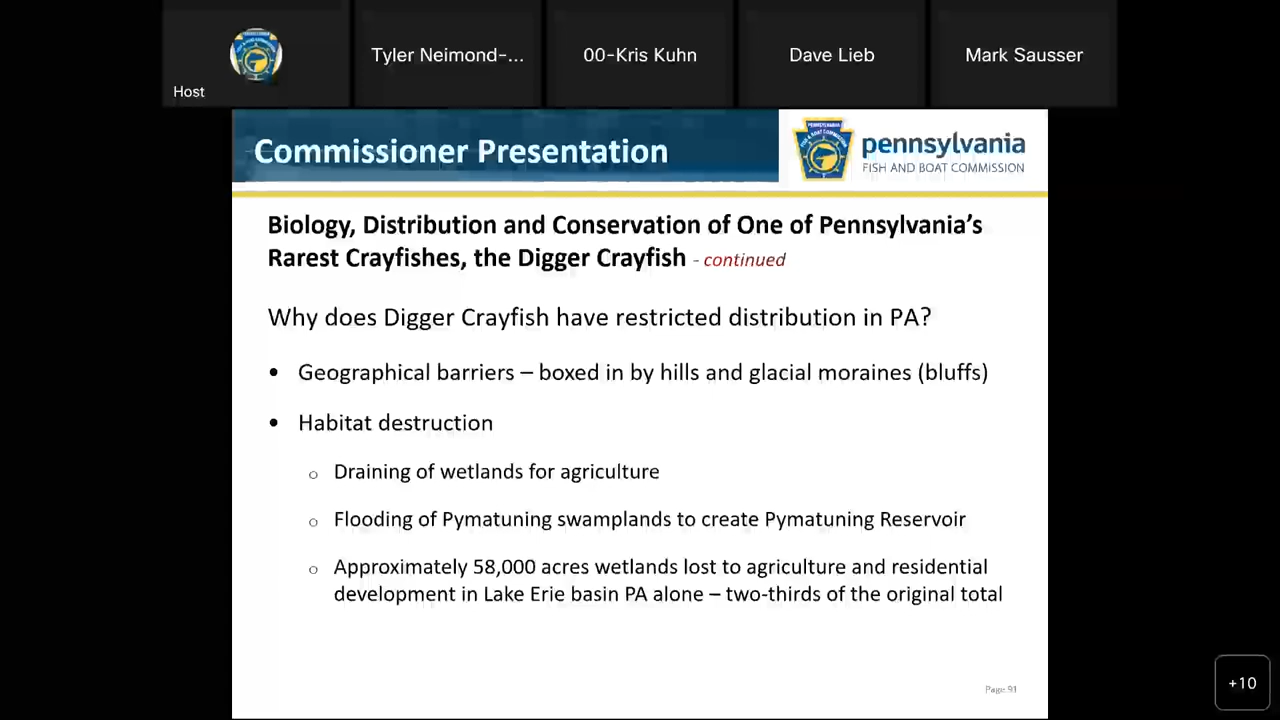 Tyler Neimond-...
00-Kris Kuhn
Dave Lieb
Mark Sausser
Host
Commissioner Presentation
pennsylvania
FISH AND BOAT COMMISSION
Biology, Distribution and Conservation of One of Pennsylvania's
Rarest Crayfishes, the Digger Crayfish - continued
Why does Digger Crayfish have restricted distribution in PA?
• Geographical barriers – boxed in by hills and glacial moraines (bluffs)
• Habitat destruction
o Draining of wetlands for agriculture
o Flooding of Pymatuning swamplands to create Pymatuning Reservoir
o Approximately 58,000 acres wetlands lost to agriculture and residential
development in Lake Erie basin PA alone – two-thirds of the original total
Page 91
+10